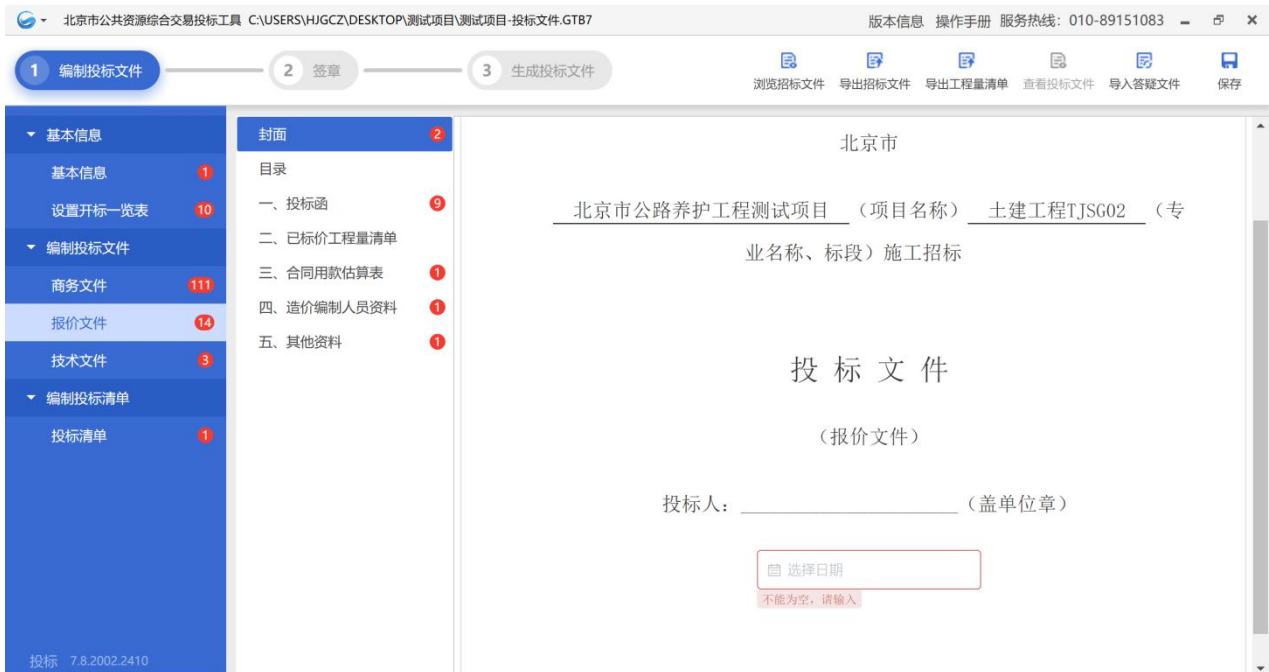 北京市公共资源综合交易投标工具 C:\USERS\HJGCZ\DESKTOP\测试项目\测试项目-投标文件.GTB7
版本信息 操作手册 服务热线：010-89151083
1 编制投标文件
2 签章
3 生成投标文件
浏览招标文件
导出招标文件
导出工程量清单
查看投标文件
导入答疑文件
保存
基本信息
基本信息 1
设置开标一览表 10
编制投标文件
商务文件 111
报价文件 14
技术文件 3
编制投标清单
投标清单 1
投标 7.8.2002.2410
封面 2
目录
一、投标函 9
二、已标价工程量清单
三、合同用款估算表 1
四、造价编制人员资料 1
五、其他资料 1
北京市
北京市公路养护工程测试项目 （项目名称） 土建工程TJSG02 （专
业名称、标段）施工招标
投 标 文 件
（报价文件）
投标人：____________________（盖单位章）
选择日期
不能为空，请输入